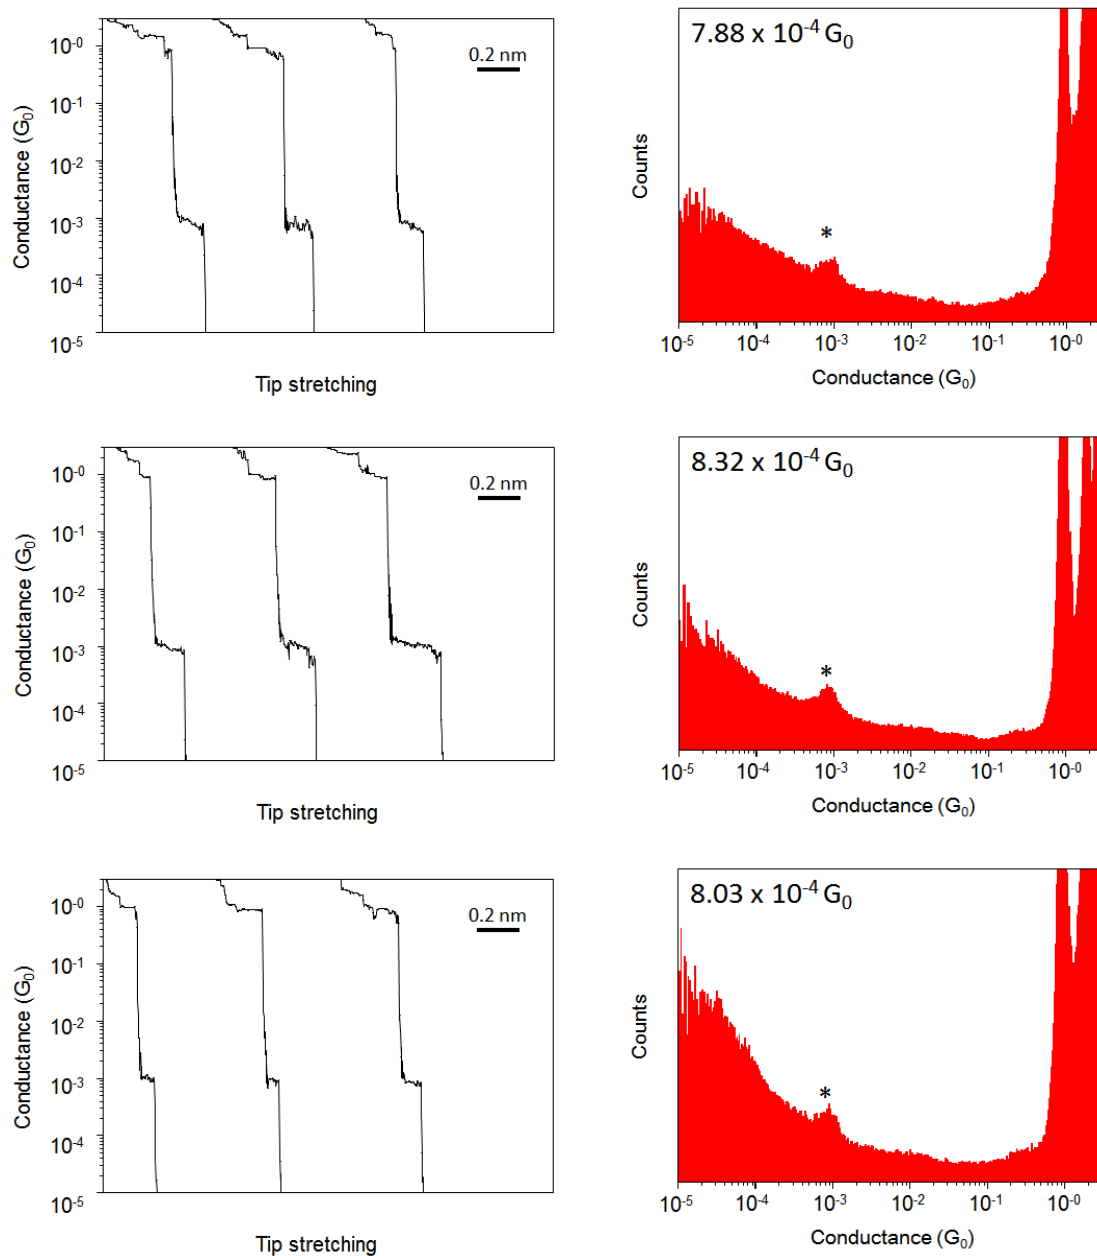 10⁻⁰
10⁻¹
10⁻²
10⁻³
10⁻⁴
10⁻⁵
Conductance (G₀)
0.2 nm
Tip stretching
7.88 x 10⁻⁴ G₀
Counts
*
10⁻⁵ 10⁻⁴ 10⁻³ 10⁻² 10⁻¹ 10⁻⁰
Conductance (G₀)
10⁻⁰
10⁻¹
10⁻²
10⁻³
10⁻⁴
10⁻⁵
Conductance (G₀)
0.2 nm
Tip stretching
8.32 x 10⁻⁴ G₀
Counts
*
10⁻⁵ 10⁻⁴ 10⁻³ 10⁻² 10⁻¹ 10⁻⁰
Conductance (G₀)
10⁻⁰
10⁻¹
10⁻²
10⁻³
10⁻⁴
10⁻⁵
Conductance (G₀)
0.2 nm
Tip stretching
8.03 x 10⁻⁴ G₀
Counts
*
10⁻⁵ 10⁻⁴ 10⁻³ 10⁻² 10⁻¹ 10⁻⁰
Conductance (G₀)